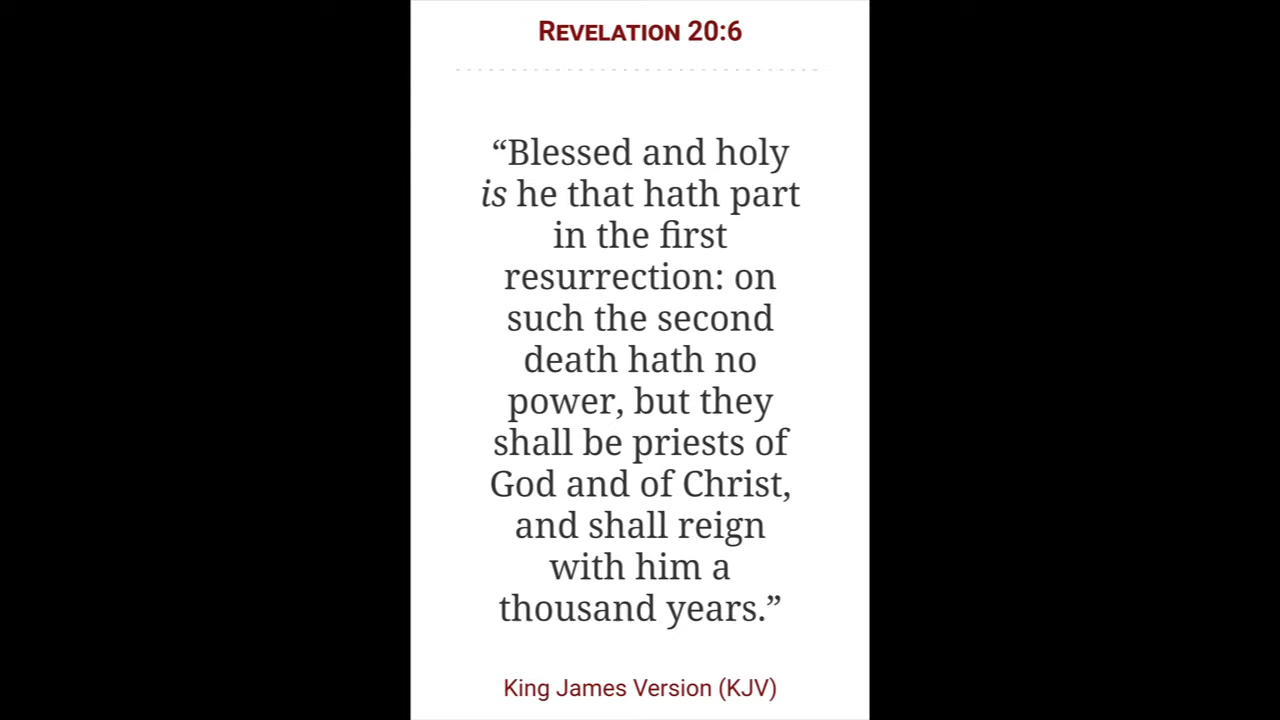 REVELATION 20:6
“Blessed and holy
is he that hath part
in the first
resurrection: on
such the second
death hath no
power, but they
shall be priests of
God and of Christ,
and shall reign
with him a
thousand years.”
King James Version (KJV)